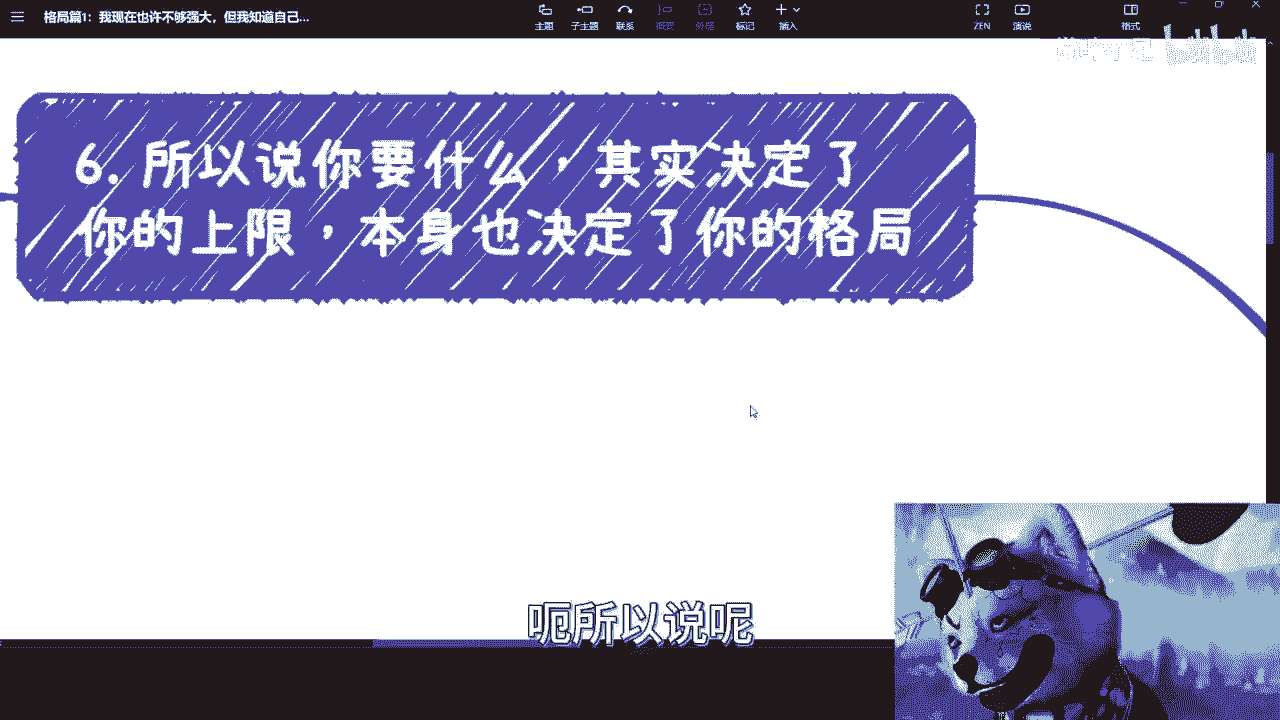 格局篇1：我现在也许不够强大，但我知道自己...
主题
子主题
联系
概要
外框
标记
插入
ZEN
演说
格式
bilibili
6. 所以说你要什么，其实决定了
你的上限，本身也决定了你的格局
呃所以说呢